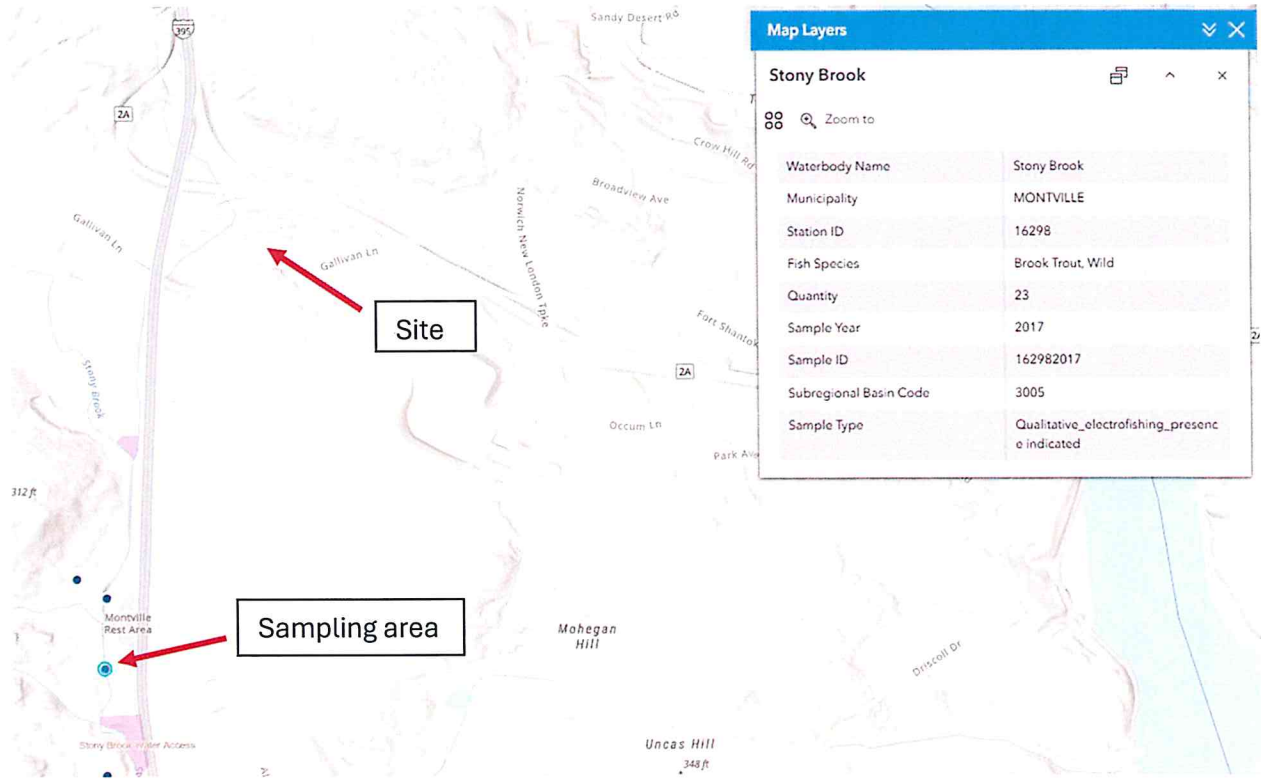 395
Sandy Desert Rd
2A
Crow Hill Rd
Broadview Ave
Norwich New London Tpke
Gallivan Ln
Gallivan Ln
Site
Fort Shantok
2A
Stony Brook
Occum Ln
Park Ave
312 ft
Montville
Rest Area
Sampling area
Mohegan
Hill
Driscoll Dr
Stony Brook Water Access
Uncas Hill
348 ft
Map Layers
Stony Brook
Zoom to
Waterbody Name Stony Brook
Municipality MONTVILLE
Station ID 16298
Fish Species Brook Trout, Wild
Quantity 23
Sample Year 2017
Sample ID 162982017
Subregional Basin Code 3005
Sample Type Qualitative_electrofishing_presenc
e indicated